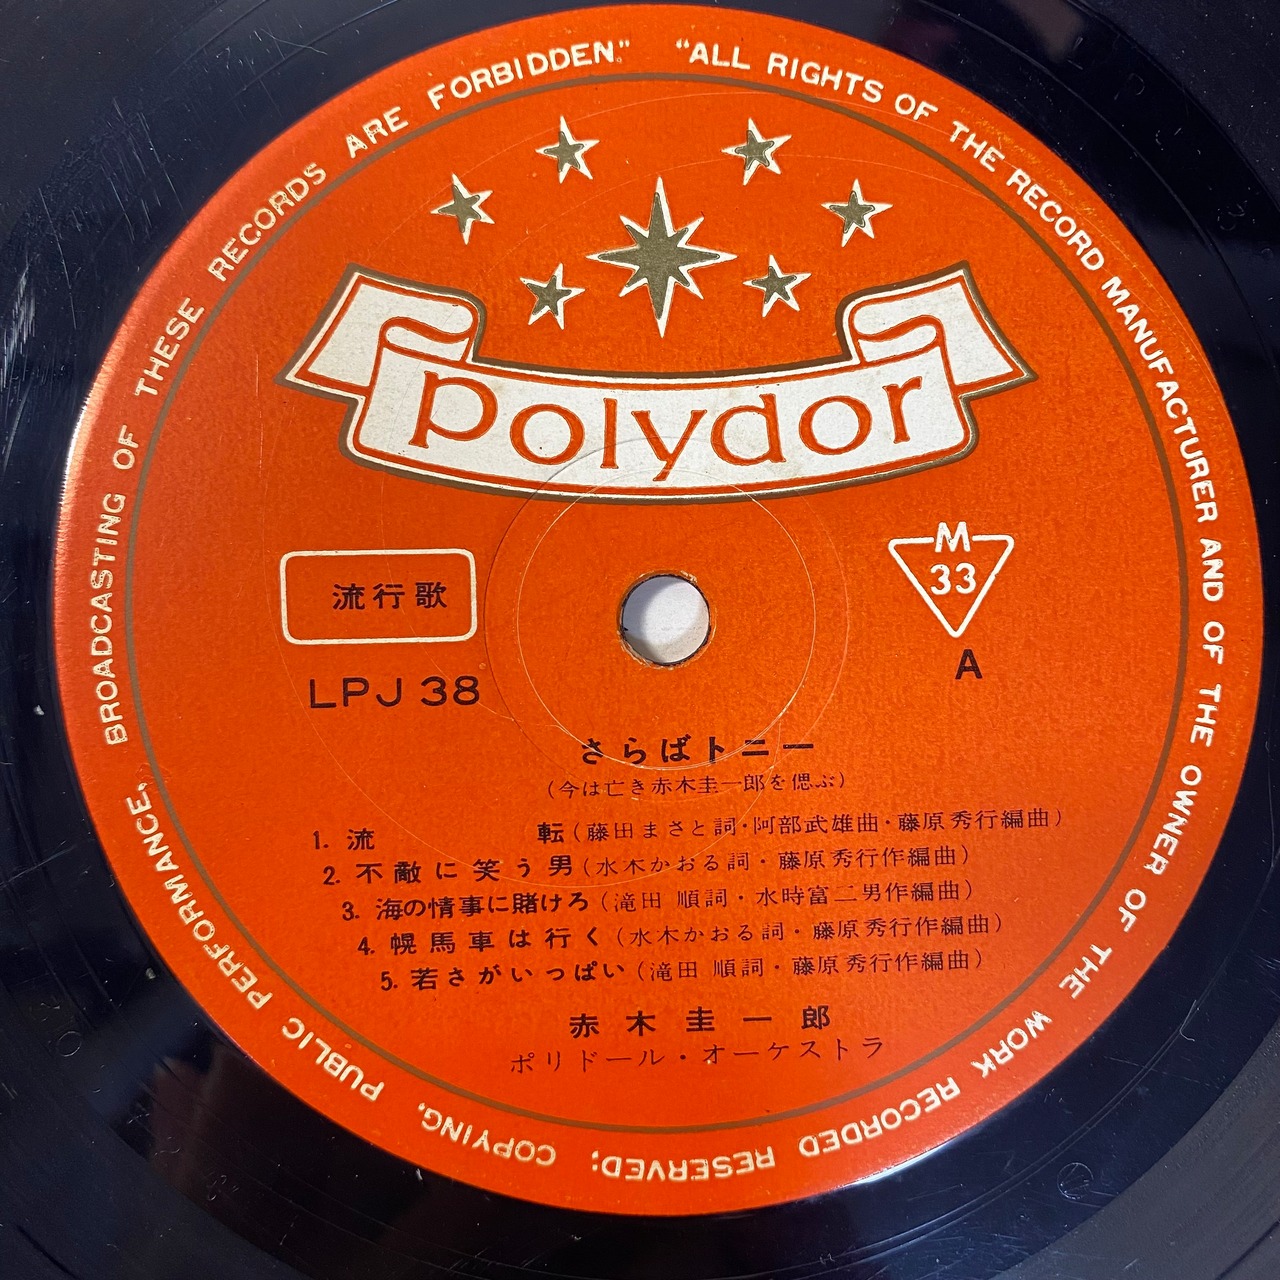 "ALL RIGHTS OF THE RECORD MANUFACTURER AND OF THE OWNER OF THE WORK RECORDED RESERVED; COPYING, PUBLIC PERFORMANCE, BROADCASTING OF THESE RECORDS ARE FORBIDDEN."
polydor
流行歌
LPJ 38
M
33
A
さらばトニー
(今は亡き赤木圭一郎を偲ぶ)
1. 流転(藤田まさと詞・阿部武雄曲・藤原秀行編曲)
2. 不敵に笑う男(水木かおる詞・藤原秀行作編曲)
3. 海の情事に賭けろ(滝田 順詞・水時富二男作編曲)
4. 幌馬車は行く(水木かおる詞・藤原秀行作編曲)
5. 若さがいっぱい(滝田 順詞・藤原秀行作編曲)
赤木圭一郎
ポリドール・オーケストラ